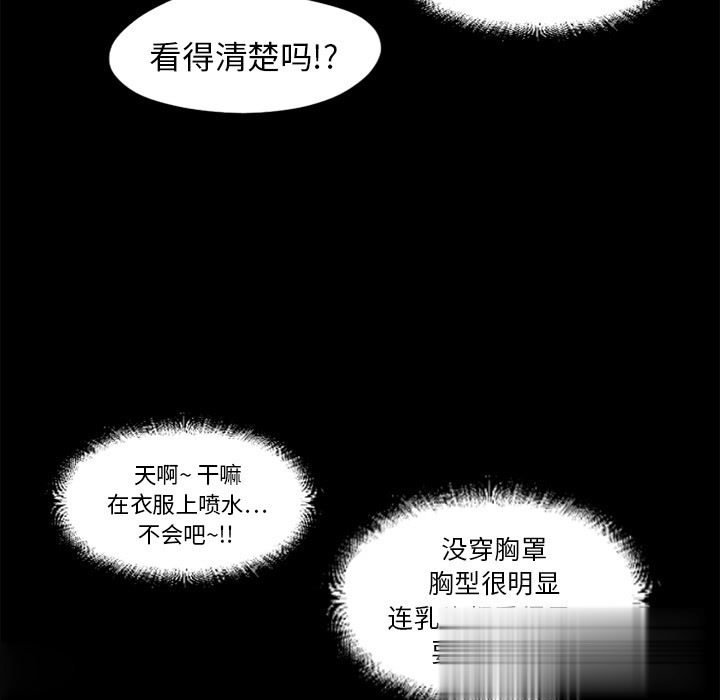 看得清楚吗!?
天啊~ 干嘛
在衣服上喷水...
不会吧~!!
没穿胸罩
胸型很明显
连乳